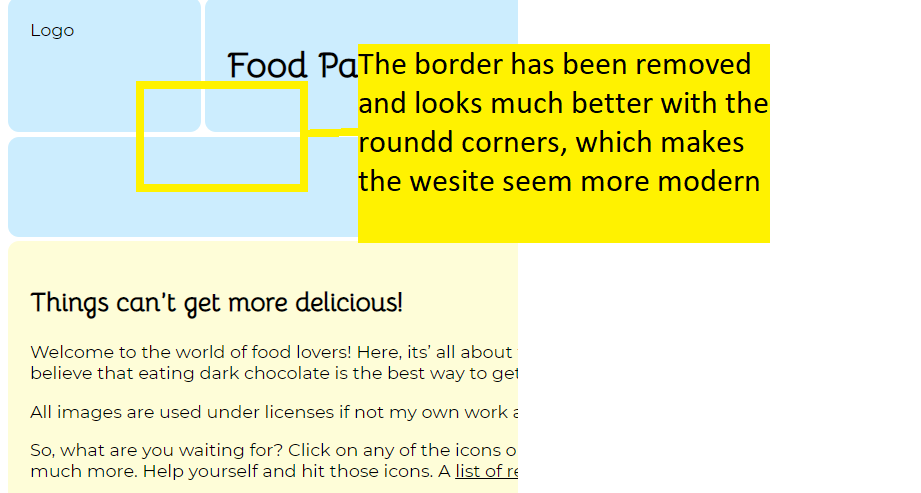 Logo
Food Pa
The border has been removed
and looks much better with the
roundd corners, which makes
the wesite seem more modern
Things can't get more delicious!
Welcome to the world of food lovers! Here, its’ all about
believe that eating dark chocolate is the best way to get
All images are used under licenses if not my own work
So, what are you waiting for? Click on any of the icons
much more. Help yourself and hit those icons. A list of